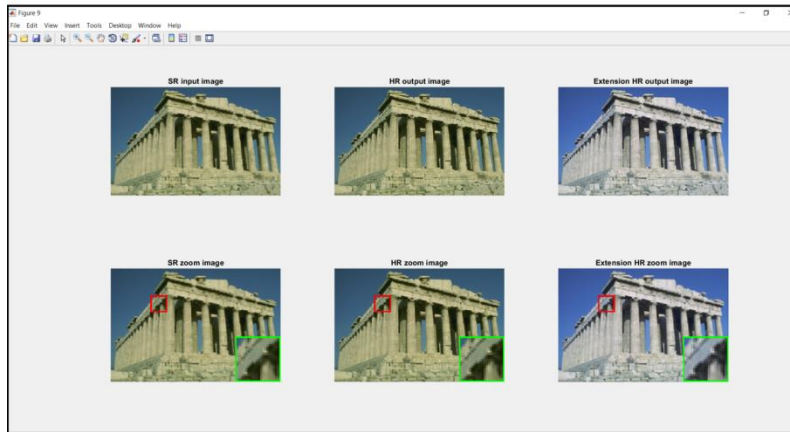 Figure 9
File Edit View Insert Tools Desktop Window Help
SR input image
HR output image
Extension HR output image
SR zoom image
HR zoom image
Extension HR zoom image